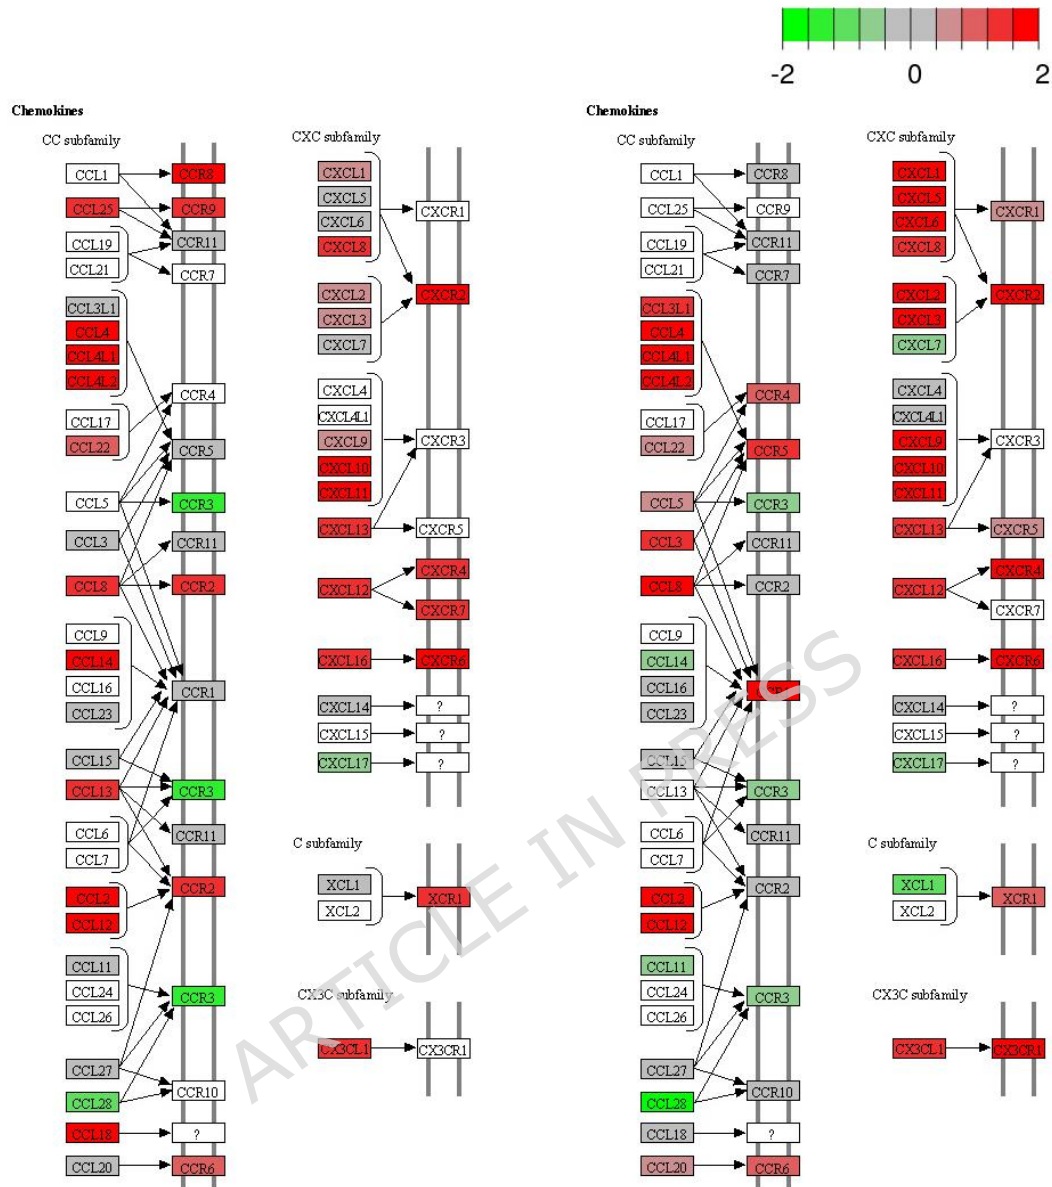 -2 0 2
Chemokines
CC subfamily
CCL1
CCR8
CCL25
CCR9
CCL19
CCR11
CCL21
CCR7
CCL3L1
CCL4
CCL4L1
CCL4L2
CCR4
CCL17
CCL22
CCR5
CCL5
CCR3
CCL3
CCR11
CCL8
CCR2
CCL9
CCL14
CCL16
CCR1
CCL23
CCL15
CCL13
CCR3
CCL6
CCR11
CCL7
CCL2
CCR2
CCL12
CCL11
CCL24
CCR3
CCL26
CCL27
CCR10
CCL28
CCL18
?
CCL20
CCR6
CXC subfamily
CXCL1
CXCL5
CXCR1
CXCL6
CXCL8
CXCL2
CXCR2
CXCL3
CXCL7
CXCL4
CXCL4L1
CXCL9
CXCR3
CXCL10
CXCL11
CXCL13
CXCR5
CXCR4
CXCL12
CXCR7
CXCL16
CXCR6
CXCL14
?
CXCL15
?
CXCL17
?
C subfamily
XCL1
XCR1
XCL2
CX3C subfamily
CX3CL1
CX3CR1
Chemokines
CC subfamily
CCL1
CCR8
CCL25
CCR9
CCL19
CCR11
CCL21
CCR7
CCL3L1
CCL4
CCL4L1
CCL4L2
CCR4
CCL17
CCL22
CCR5
CCL5
CCR3
CCL3
CCR11
CCL8
CCR2
CCL9
CCL14
CCL16
CCL23
CCL15
CCL13
CCR3
CCL6
CCR11
CCL7
CCL2
CCR2
CCL12
CCL11
CCL24
CCR3
CCL26
CCL27
CCR10
CCL28
CCL18
?
CCL20
CCR6
CXC subfamily
CXCL1
CXCL5
CXCR1
CXCL6
CXCL8
CXCL2
CXCR2
CXCL3
CXCL7
CXCL4
CXCL4L1
CXCL9
CXCR3
CXCL10
CXCL11
CXCL13
CXCR5
CXCR4
CXCL12
CXCR7
CXCL16
CXCR6
CXCL14
?
CXCL15
?
CXCL17
?
C subfamily
XCL1
XCR1
XCL2
CX3C subfamily
CX3CL1
CX3CR1
ARTICLE IN PRESS